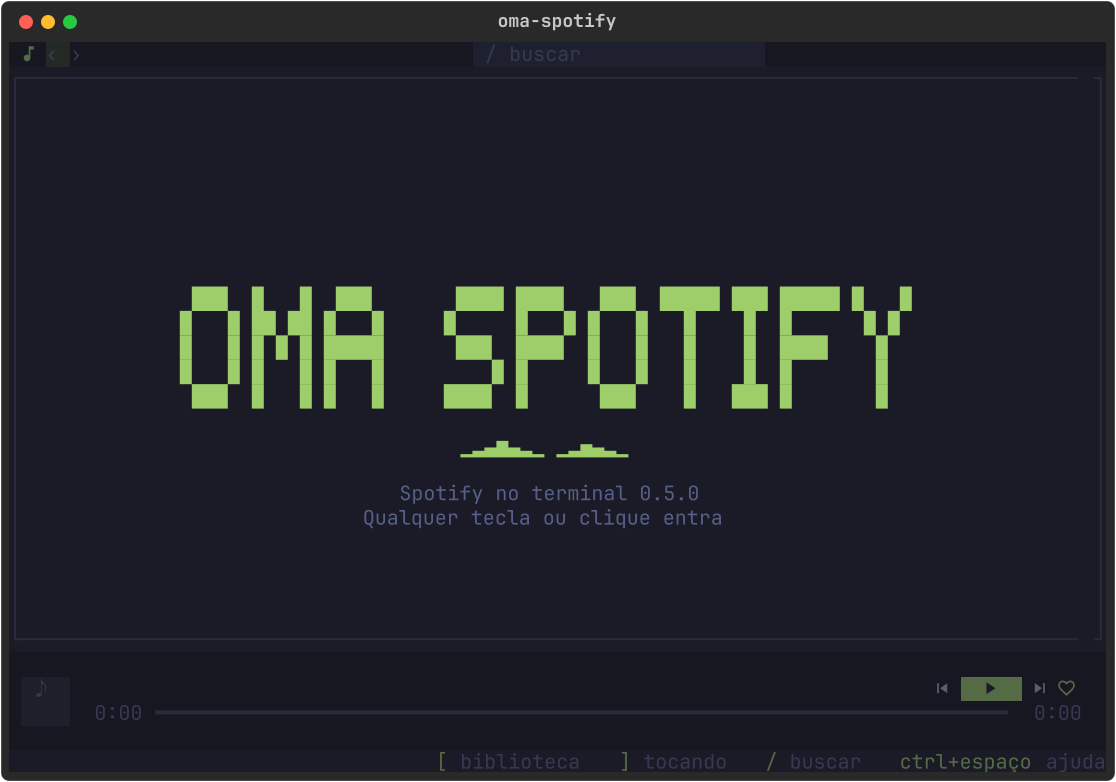 oma-spotify
♪ ‹ › / buscar
OMA SPOTIFY
Spotify no terminal 0.5.0
Qualquer tecla ou clique entra
♪
0:00 0:00
[ biblioteca ] tocando / buscar ctrl+espaço ajuda